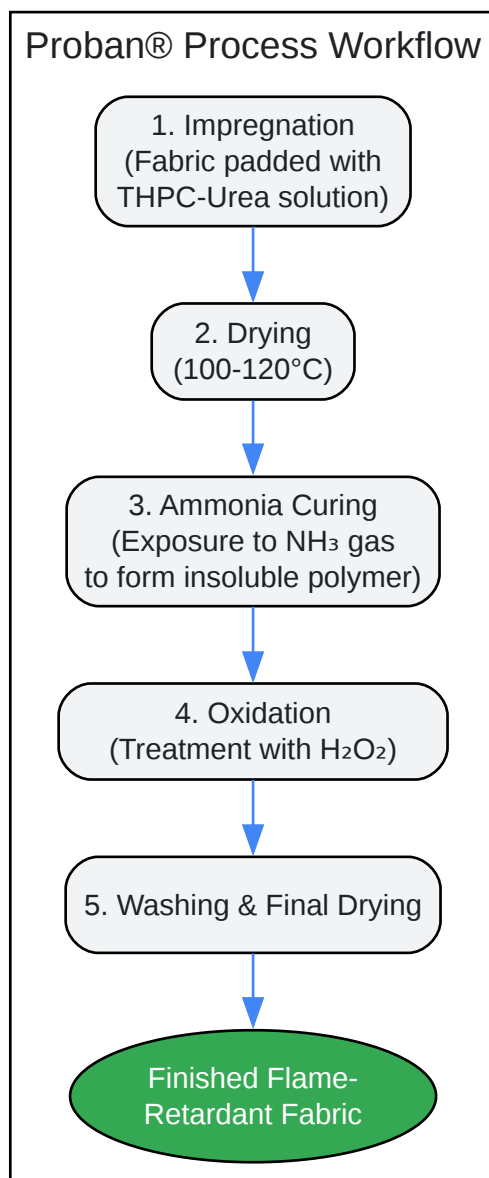 Proban® Process Workflow
1. Impregnation
(Fabric padded with
THPC-Urea solution)
2. Drying
(100-120°C)
3. Ammonia Curing
(Exposure to NH₃ gas
to form insoluble polymer)
4. Oxidation
(Treatment with H₂O₂)
5. Washing & Final Drying
Finished Flame-
Retardant Fabric